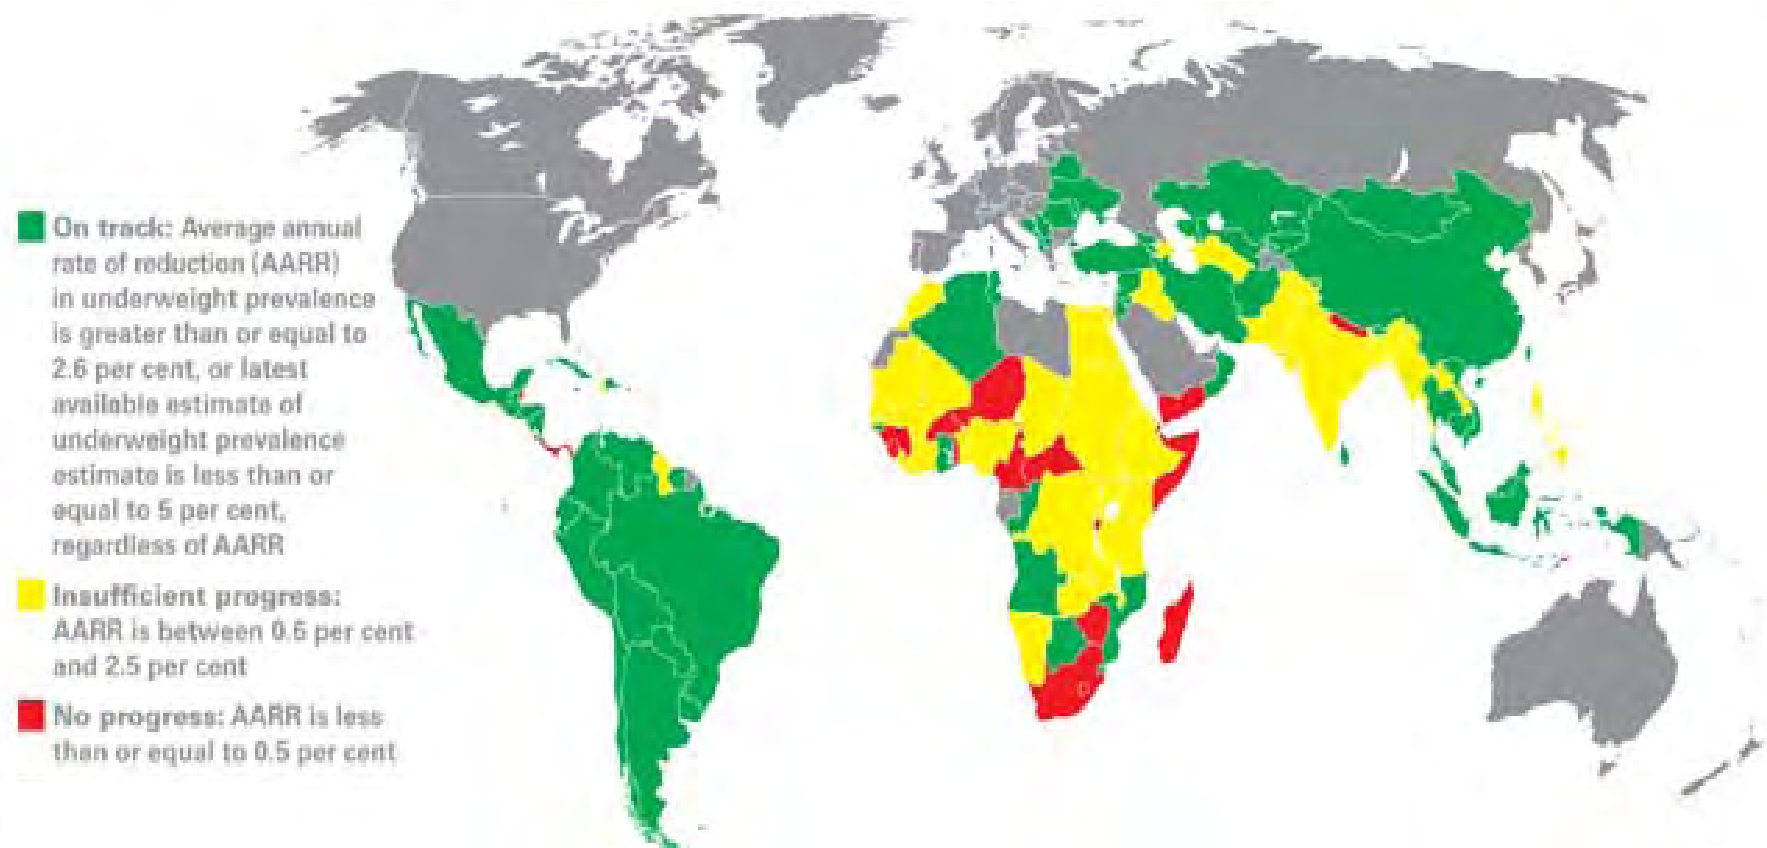 On track: Average annual
rate of reduction (AARR)
in underweight prevalence
is greater than or equal to
2.6 per cent, or latest
available estimate of
underweight prevalence
estimate is less than or
equal to 5 per cent,
regardless of AARR
Insufficient progress:
AARR is between 0.6 per cent
and 2.5 per cent
No progress: AARR is less
than or equal to 0.5 per cent